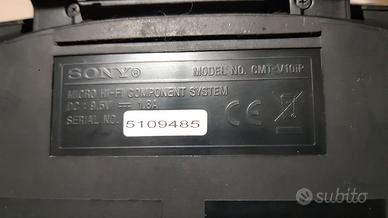 SONY® MODEL NO. CMT-V10iP
MICRO HI-FI COMPONENT SYSTEM
DC : 9.5V ⎓ 1.8A
SERIAL NO. 5109485
CE
subito